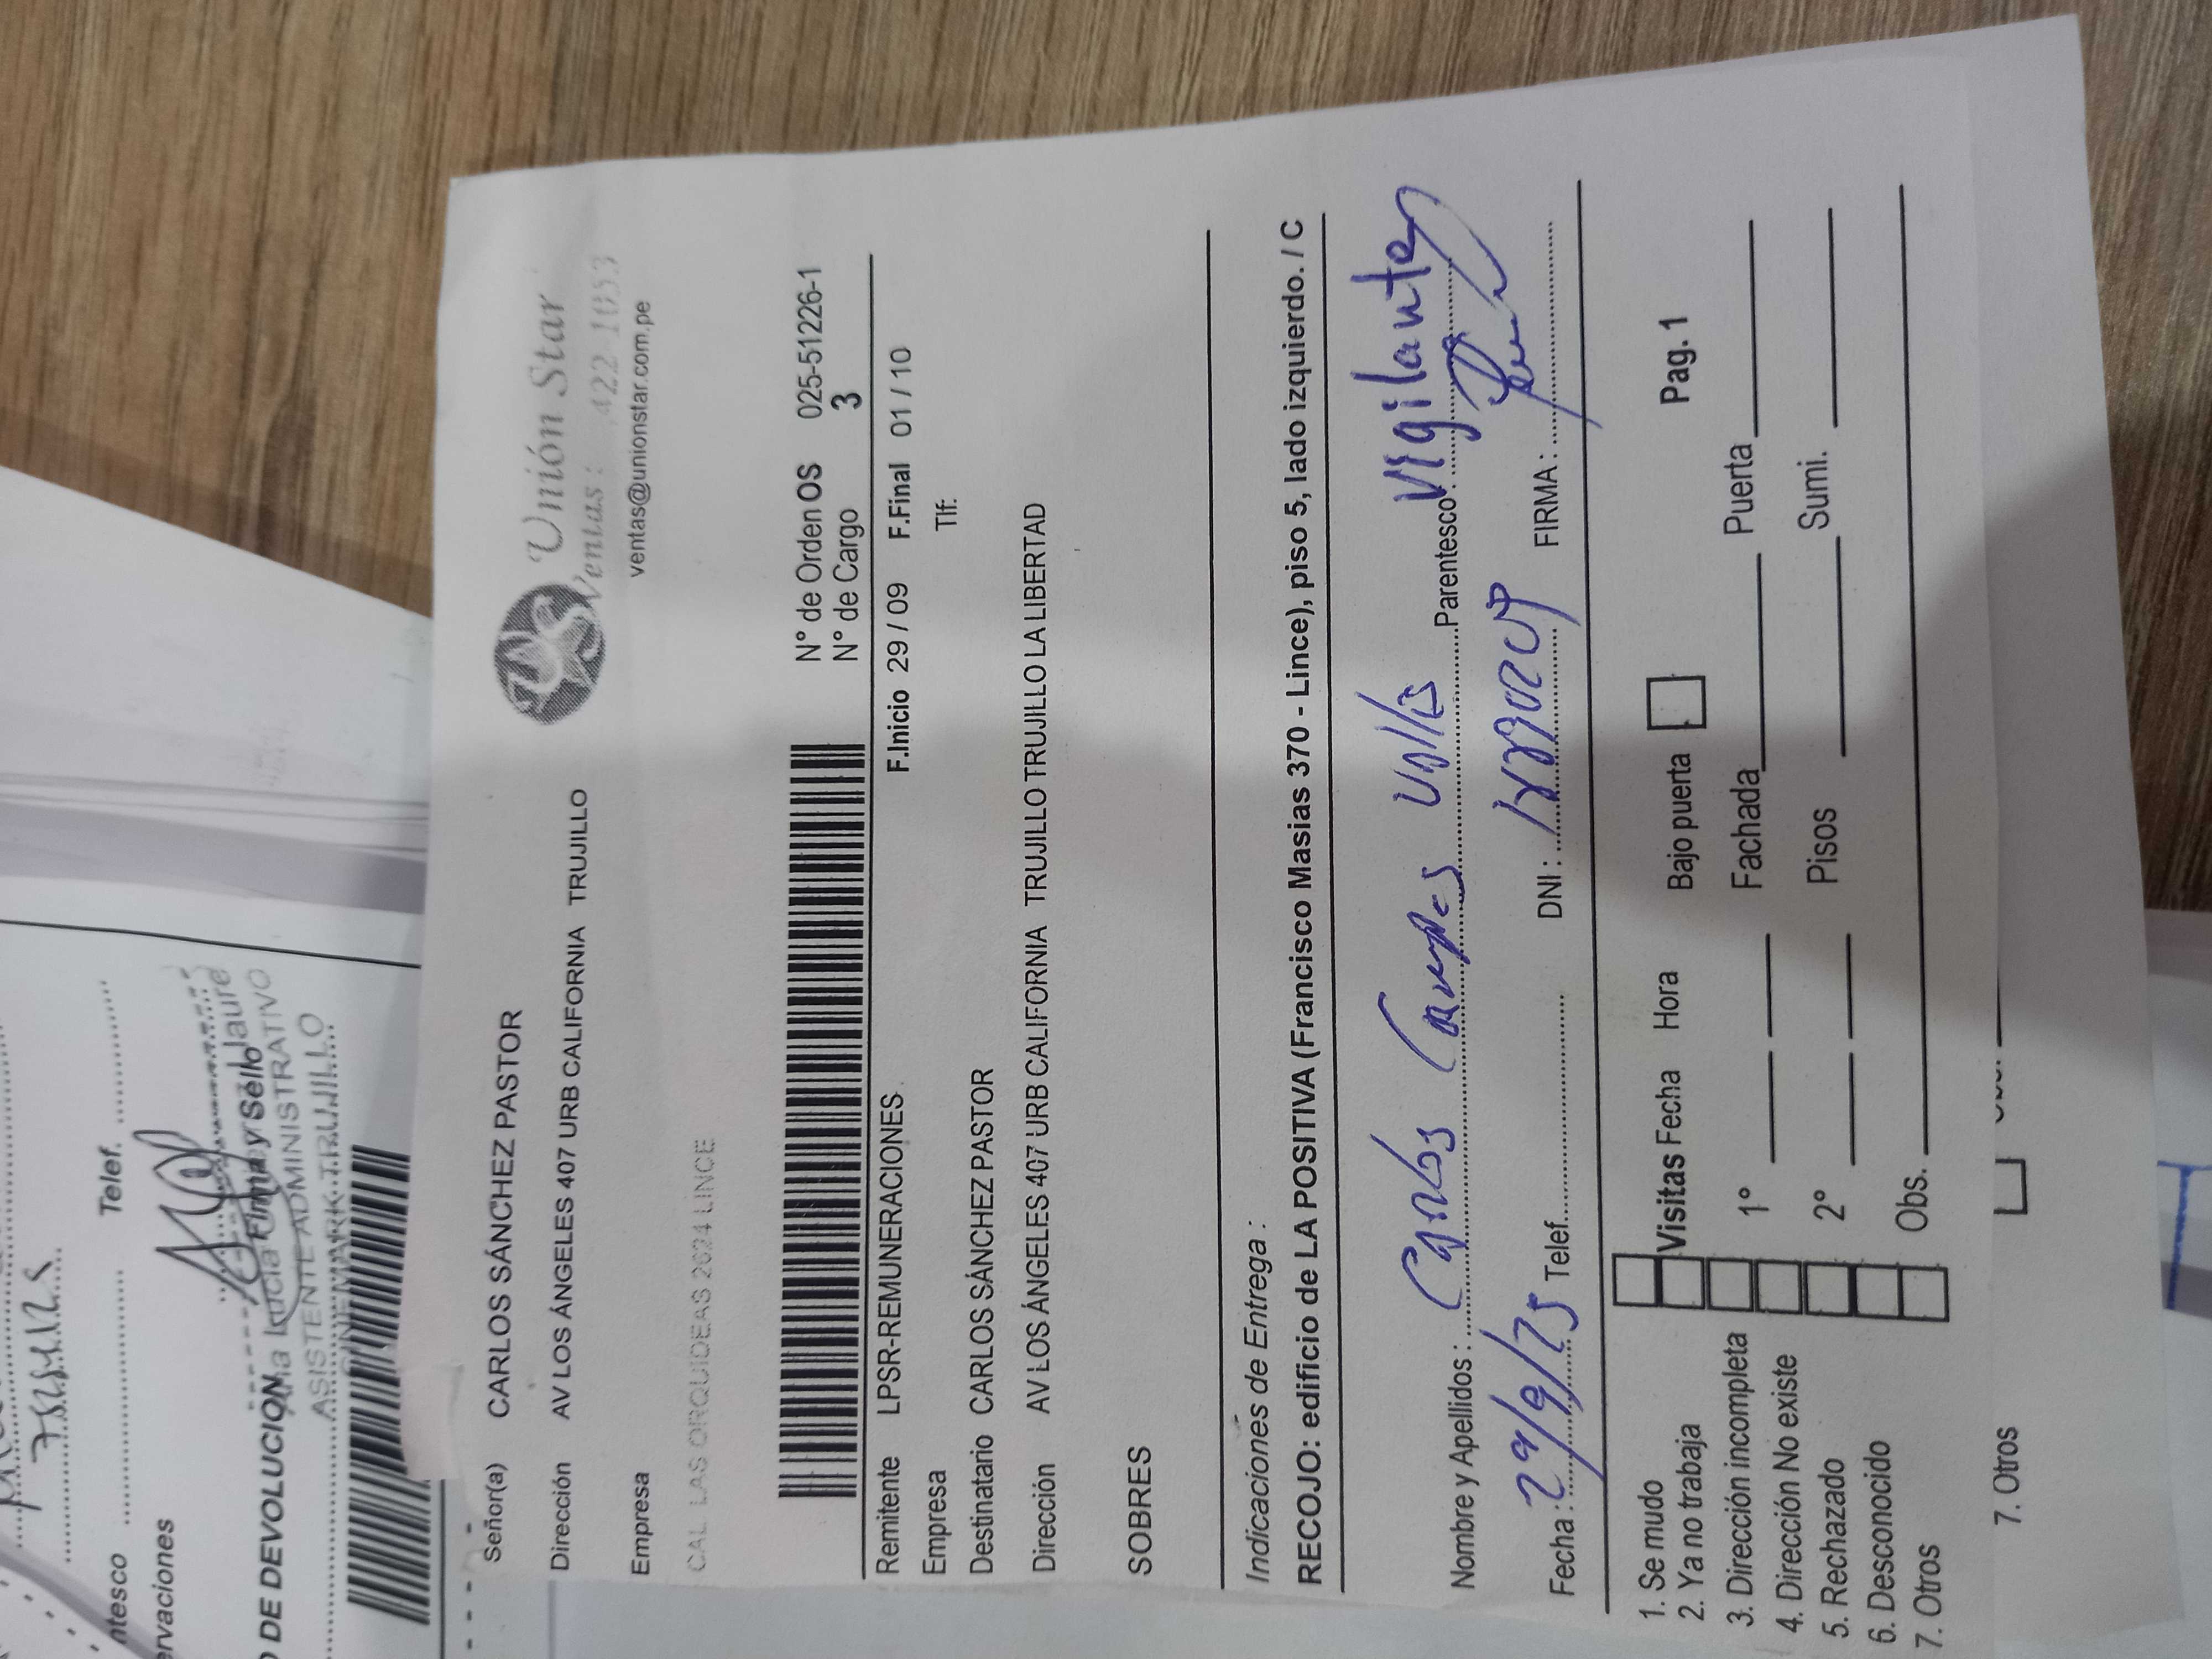 Unión Star
Ventas: 422-1053
ventas@unionstar.com.pe
Señor(a) CARLOS SÁNCHEZ PASTOR
Dirección AV LOS ÁNGELES 407 URB CALIFORNIA TRUJILLO
Empresa
CAL. LAS ORQUIDEAS 2624 LINCE
N° de Orden OS 025-51226-1
N° de Cargo 3
Remitente LPSR-REMUNERACIONES F.Inicio 29 / 09 F.Final 01 / 10
Empresa Tlf:
Destinatario CARLOS SÁNCHEZ PASTOR
Dirección AV LOS ÁNGELES 407 URB CALIFORNIA TRUJILLO TRUJILLO LA LIBERTAD
SOBRES
Indicaciones de Entrega :
RECOJO: edificio de LA POSITIVA (Francisco Masias 370 - Lince), piso 5, lado izquierdo. / C
Nombre y Apellidos : Carlos Parentesco: Vigilante
Fecha : 29/9/25 Telef. DNI : FIRMA :
1. Se mudo
2. Ya no trabaja
3. Dirección incompleta
4. Dirección No existe
5. Rechazado
6. Desconocido
7. Otros
Visitas Fecha Hora Bajo puerta Pag. 1
1° Fachada Puerta
2° Pisos Sumi.
Obs.
7. Otros
Telef.
ntesco
ervaciones
Firma y Sello
O DE DEVOLUCIÓN
ASISTENTE ADMINISTRATIVO
CINEMARK TRUJILLO